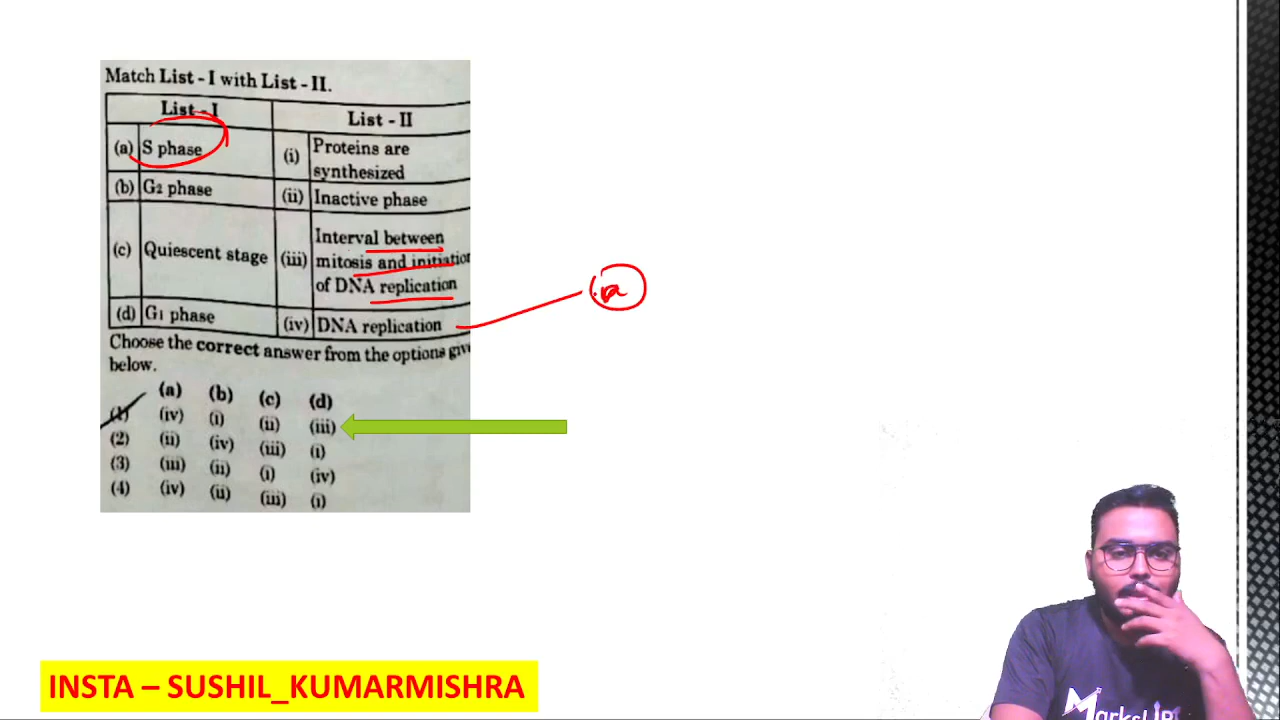 Match List - I with List - II.
List - I List - II
(a) S phase (i) Proteins are
synthesized
(b) G2 phase (ii) Inactive phase
(c) Quiescent stage (iii) Interval between
mitosis and initiation
of DNA replication
(d) G1 phase (iv) DNA replication
a
Choose the correct answer from the options giv
below.
(a) (b) (c) (d)
(1) (iv) (i) (ii) (iii)
(2) (ii) (iv) (iii) (i)
(3) (iii) (ii) (i) (iv)
(4) (iv) (ii) (iii) (i)
INSTA – SUSHIL_KUMARMISHRA